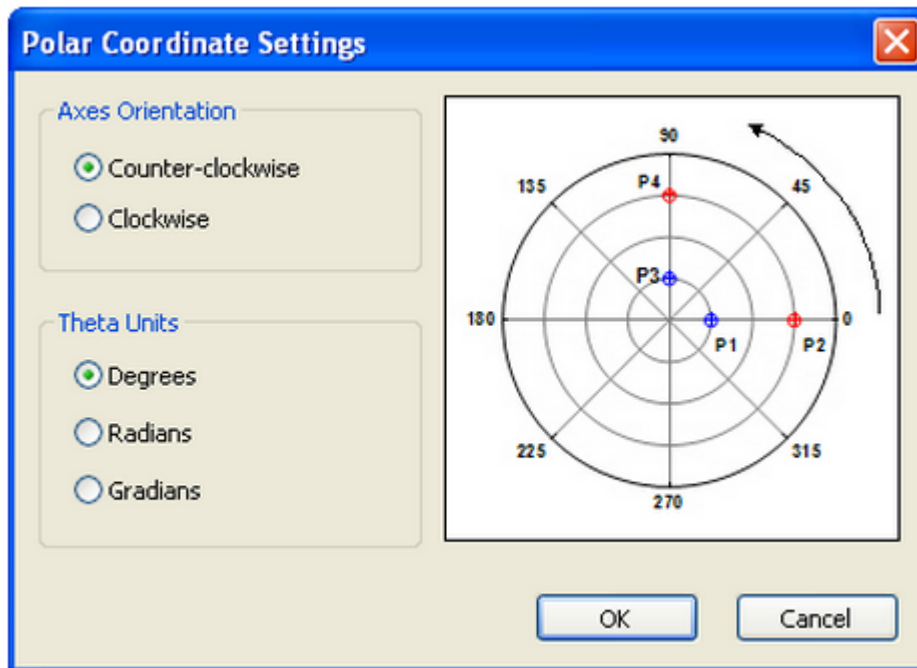 Polar Coordinate Settings
Axes Orientation
Counter-clockwise
Clockwise
Theta Units
Degrees
Radians
Gradians
90
135
P4
45
P3
180
0
P1
P2
225
315
270
OK
Cancel